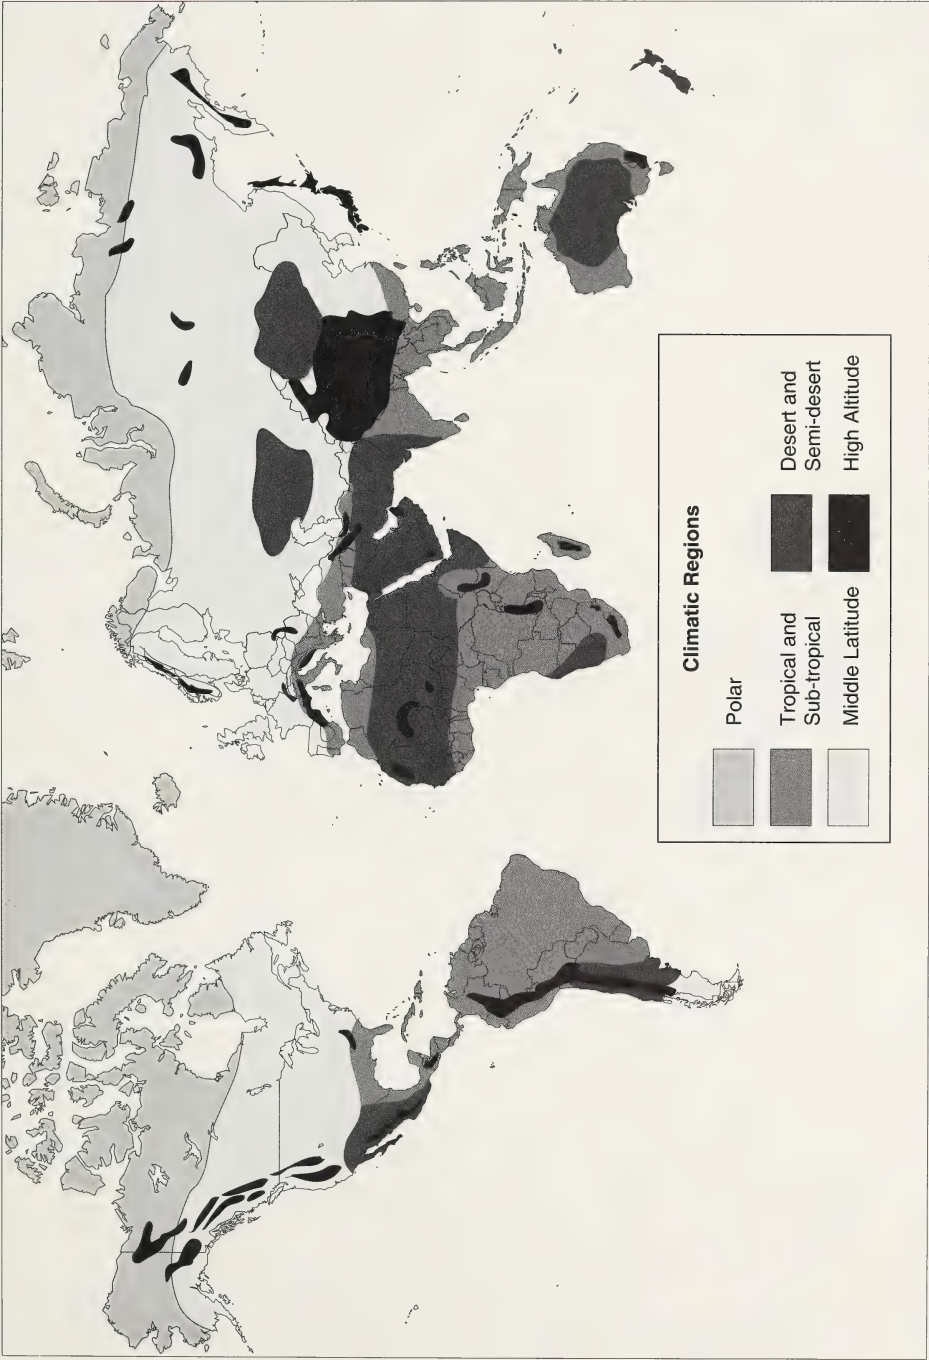 Climatic Regions
Polar
Tropical and
Sub-tropical
Middle Latitude
Desert and
Semi-desert
High Altitude